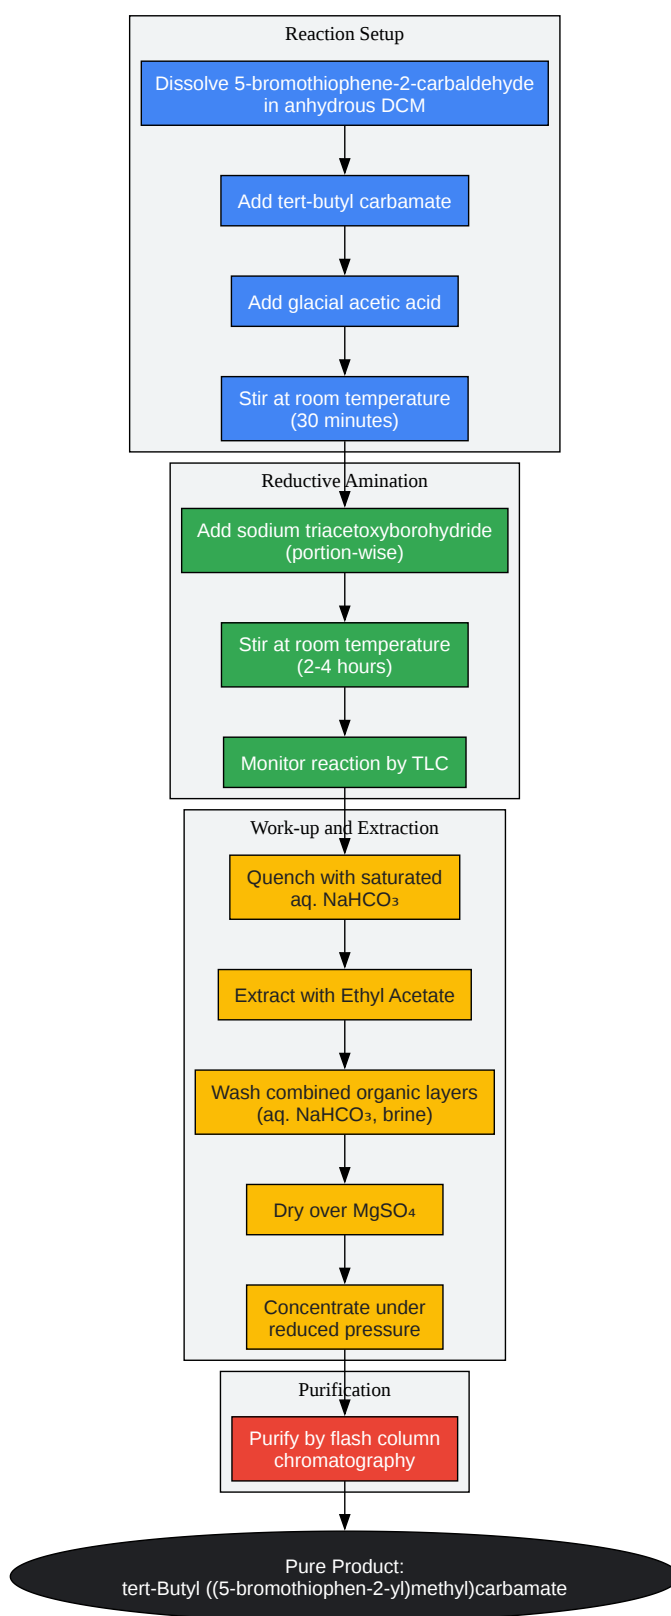 Reaction Setup
Dissolve 5-bromothiophene-2-carbaldehyde
in anhydrous DCM
Add tert-butyl carbamate
Add glacial acetic acid
Stir at room temperature
(30 minutes)
Reductive Amination
Add sodium triacetoxyborohydride
(portion-wise)
Stir at room temperature
(2-4 hours)
Monitor reaction by TLC
Work-up and Extraction
Quench with saturated
aq. NaHCO₃
Extract with Ethyl Acetate
Wash combined organic layers
(aq. NaHCO₃, brine)
Dry over MgSO₄
Concentrate under
reduced pressure
Purification
Purify by flash column
chromatography
Pure Product:
tert-Butyl ((5-bromothiophen-2-yl)methyl)carbamate